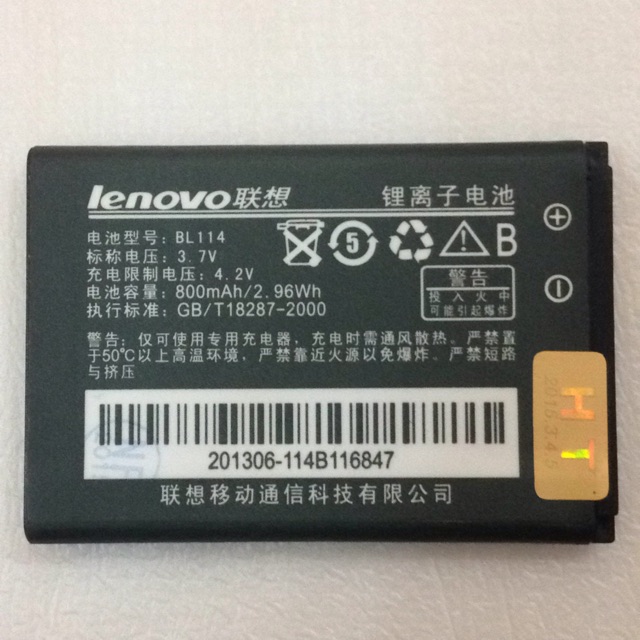 lenovo联想 锂离子电池
电池型号: BL114
标称电压: 3.7V
充电限制电压: 4.2V
电池容量: 800mAh/2.96Wh
执行标准: GB/T18287-2000
5
B
警告
投入火中
可能引起爆炸
警告: 仅可使用专用充电器, 充电时需通风散热。严禁置
于50℃以上高温环境, 严禁靠近火源以免爆炸。严禁短路
与挤压
201306-114B116847
联想移动通信科技有限公司
HT